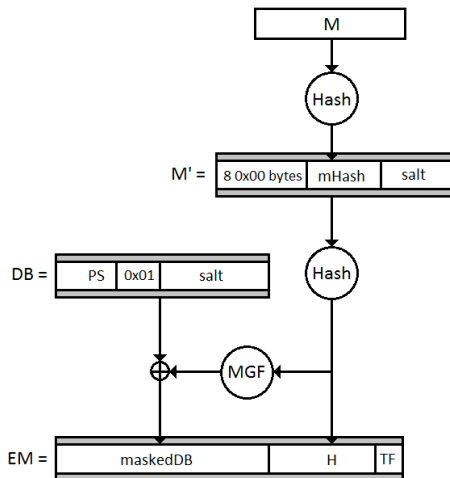 M
Hash
M' = 8 0x00 bytes mHash salt
Hash
DB = PS 0x01 salt
MGF
EM = maskedDB H TF